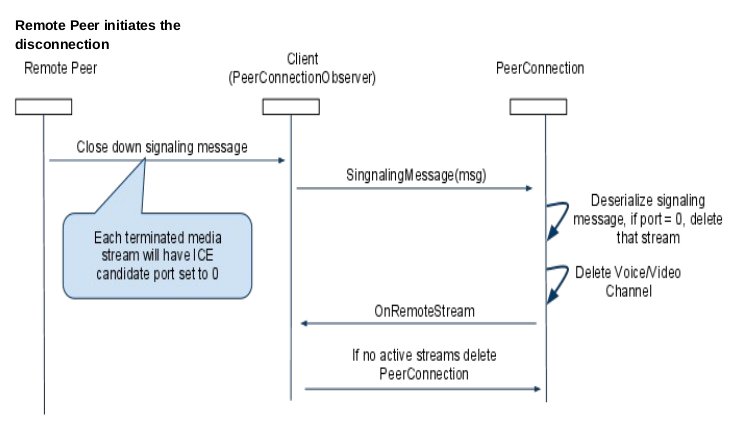 Remote Peer initiates the
disconnection
Remote Peer
Client
(PeerConnectionObserver)
PeerConnection
Close down signaling message
SingnalingMessage(msg)
Deserialize signaling
message, if port = 0, delete
that stream
Each terminated media
stream will have ICE
candidate port set to 0
Delete Voice/Video
Channel
OnRemoteStream
If no active streams delete
PeerConnection